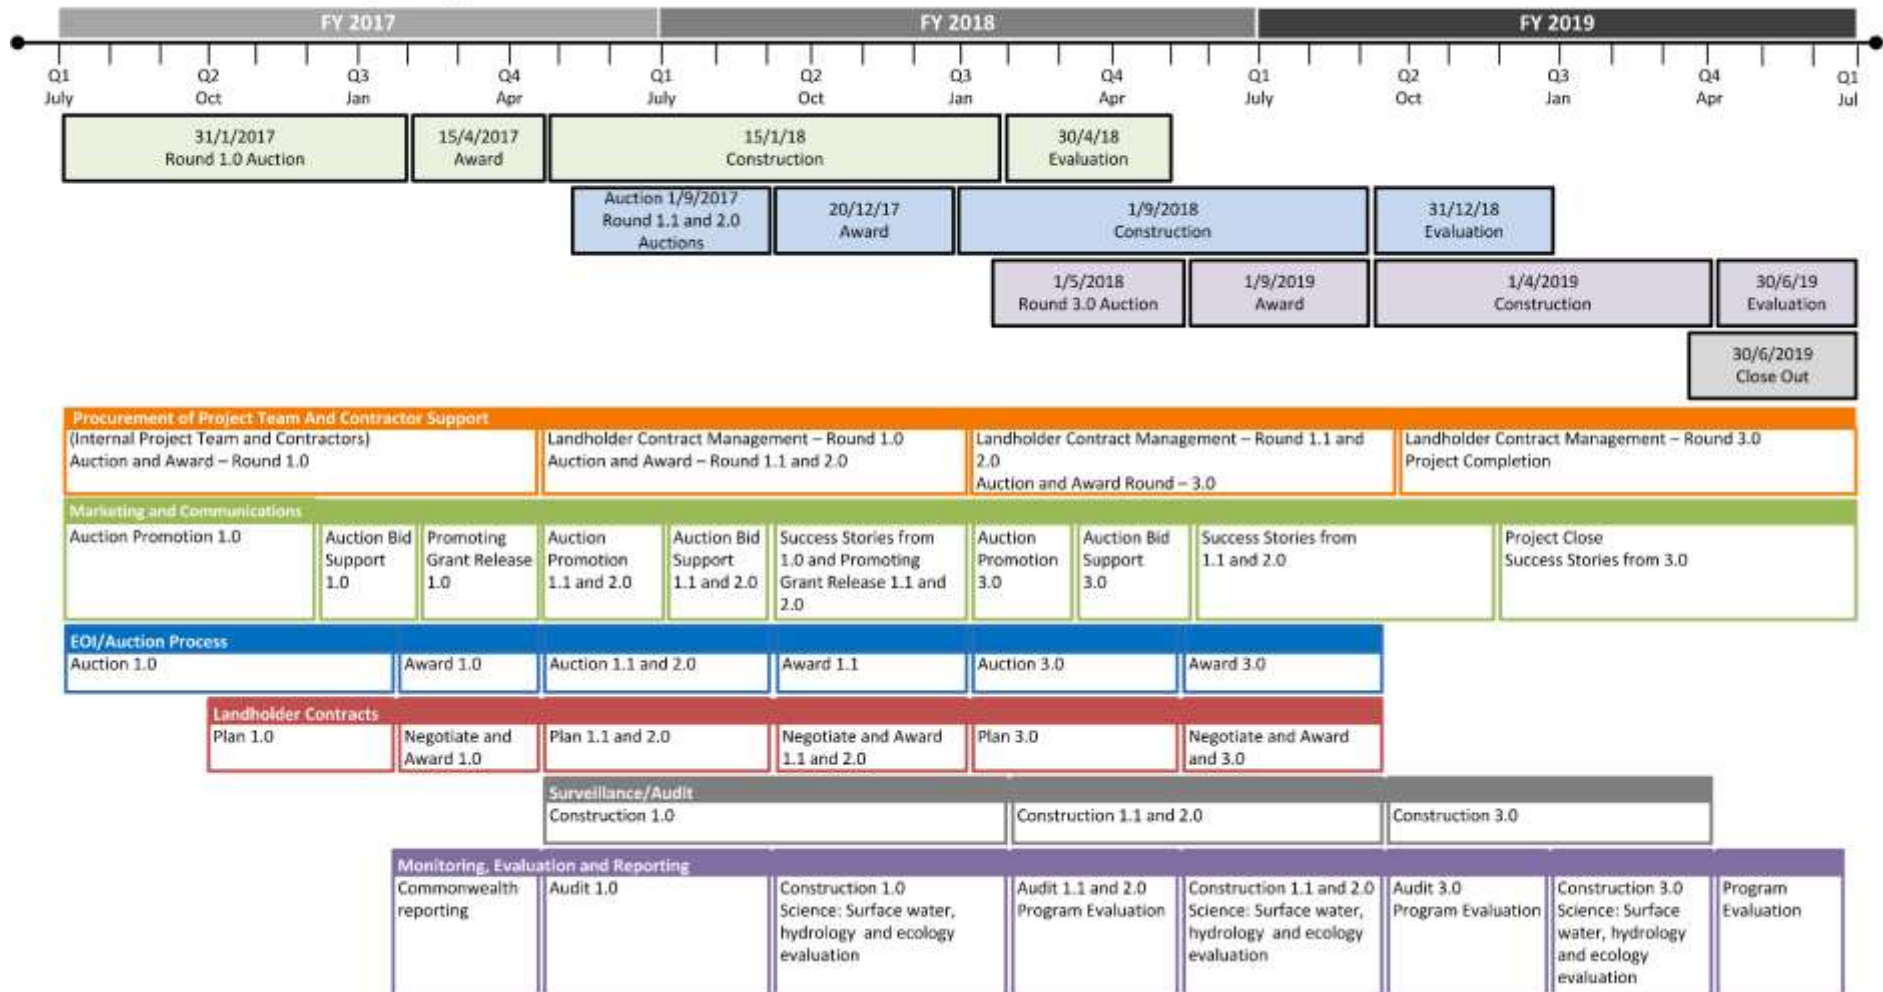 FY 2017
FY 2018
FY 2019
Q1
July
Q2
Oct
Q3
Jan
Q4
Apr
Q1
July
Q2
Oct
Q3
Jan
Q4
Apr
Q1
July
Q2
Oct
Q3
Jan
Q4
Apr
Q1
Jul
31/1/2017
Round 1.0 Auction
15/4/2017
Award
15/1/18
Construction
30/4/18
Evaluation
Auction 1/9/2017
Round 1.1 and 2.0
Auctions
20/12/17
Award
1/9/2018
Construction
31/12/18
Evaluation
1/5/2018
Round 3.0 Auction
1/9/2019
Award
1/4/2019
Construction
30/6/19
Evaluation
30/6/2019
Close Out
Procurement of Project Team And Contractor Support
(Internal Project Team and Contractors)
Auction and Award – Round 1.0
Landholder Contract Management – Round 1.0
Auction and Award – Round 1.1 and 2.0
Landholder Contract Management – Round 1.1 and
2.0
Auction and Award Round – 3.0
Landholder Contract Management – Round 3.0
Project Completion
Marketing and Communications
Auction Promotion 1.0
Auction Bid
Support
1.0
Promoting
Grant Release
1.0
Auction
Promotion
1.1 and 2.0
Auction Bid
Support
1.1 and 2.0
Success Stories from
1.0 and Promoting
Grant Release 1.1 and
2.0
Auction
Promotion
3.0
Auction Bid
Support
3.0
Success Stories from
1.1 and 2.0
Project Close
Success Stories from 3.0
EOI/Auction Process
Auction 1.0
Award 1.0
Auction 1.1 and 2.0
Award 1.1
Auction 3.0
Award 3.0
Landholder Contracts
Plan 1.0
Negotiate and
Award 1.0
Plan 1.1 and 2.0
Negotiate and Award
1.1 and 2.0
Plan 3.0
Negotiate and Award
and 3.0
Surveillance/Audit
Construction 1.0
Construction 1.1 and 2.0
Construction 3.0
Monitoring, Evaluation and Reporting
Commonwealth
reporting
Audit 1.0
Construction 1.0
Science: Surface water,
hydrology and ecology
evaluation
Audit 1.1 and 2.0
Program Evaluation
Construction 1.1 and 2.0
Science: Surface water,
hydrology and ecology
evaluation
Audit 3.0
Program Evaluation
Construction 3.0
Science: Surface
water, hydrology
and ecology
evaluation
Program
Evaluation